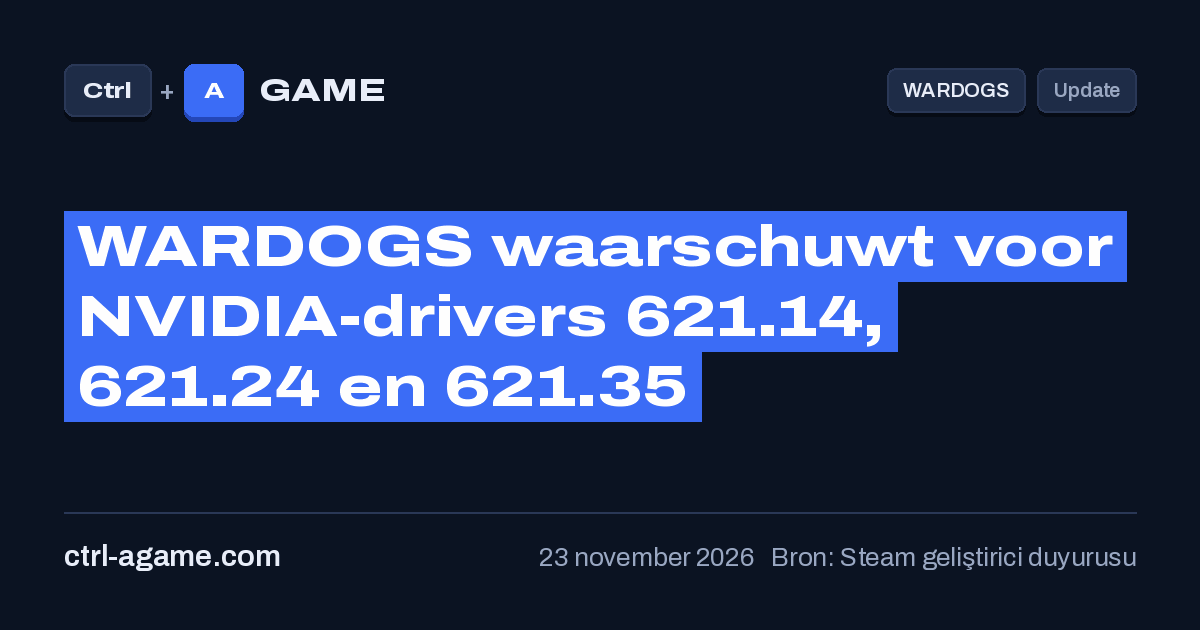 Ctrl + A GAME
WARDOGS Update
WARDOGS waarschuwt voor
NVIDIA-drivers 621.14,
621.24 en 621.35
ctrl-agame.com
23 november 2026 Bron: Steam geliştirici duyurusu